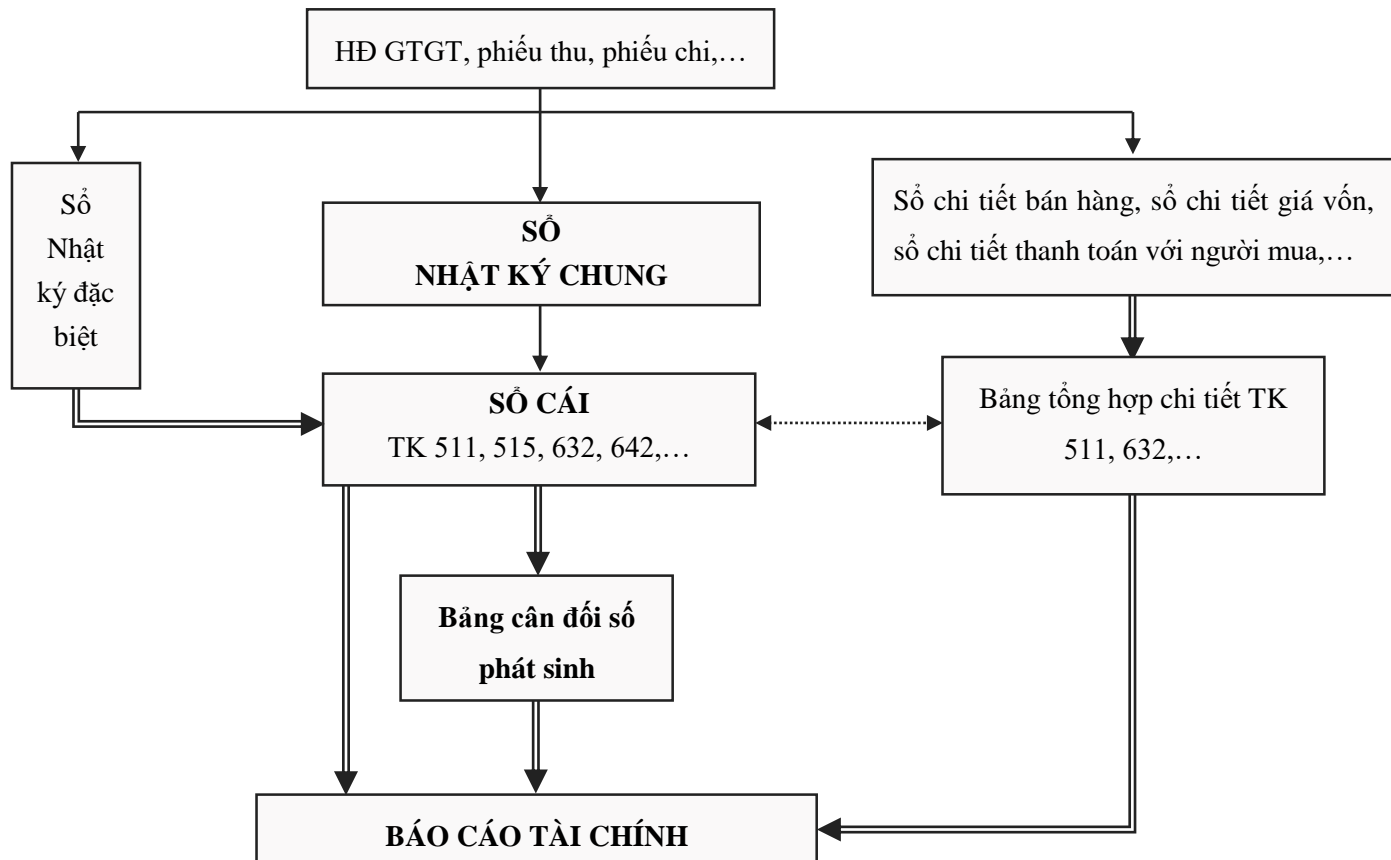 HĐ GTGT, phiếu thu, phiếu chi,…
Sổ
Nhật
ký đặc
biệt
SỔ
NHẬT KÝ CHUNG
Sổ chi tiết bán hàng, sổ chi tiết giá vốn,
sổ chi tiết thanh toán với người mua,…
SỔ CÁI
TK 511, 515, 632, 642,…
Bảng tổng hợp chi tiết TK
511, 632,…
Bảng cân đối số
phát sinh
BÁO CÁO TÀI CHÍNH